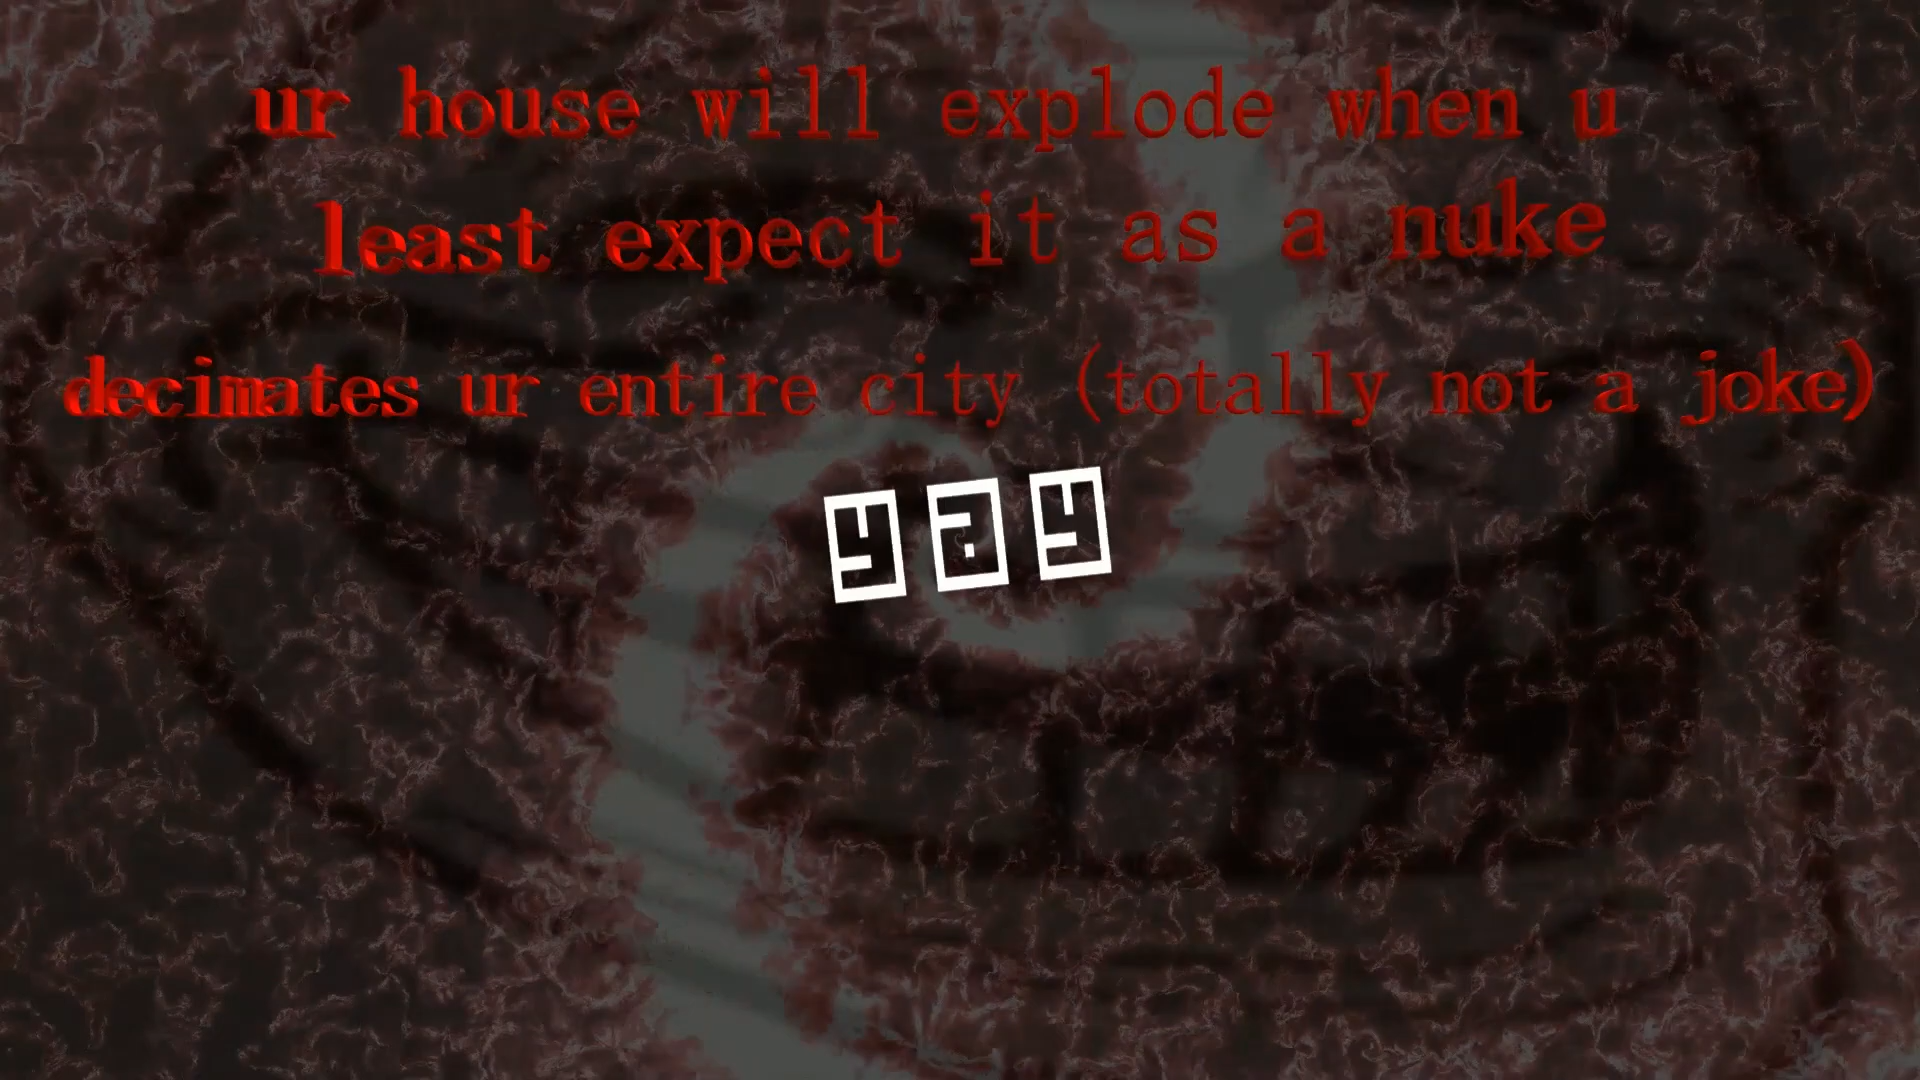 ur house will explode when u
least expect it as a nuke
decimates ur entire city (totally not a joke)
yay